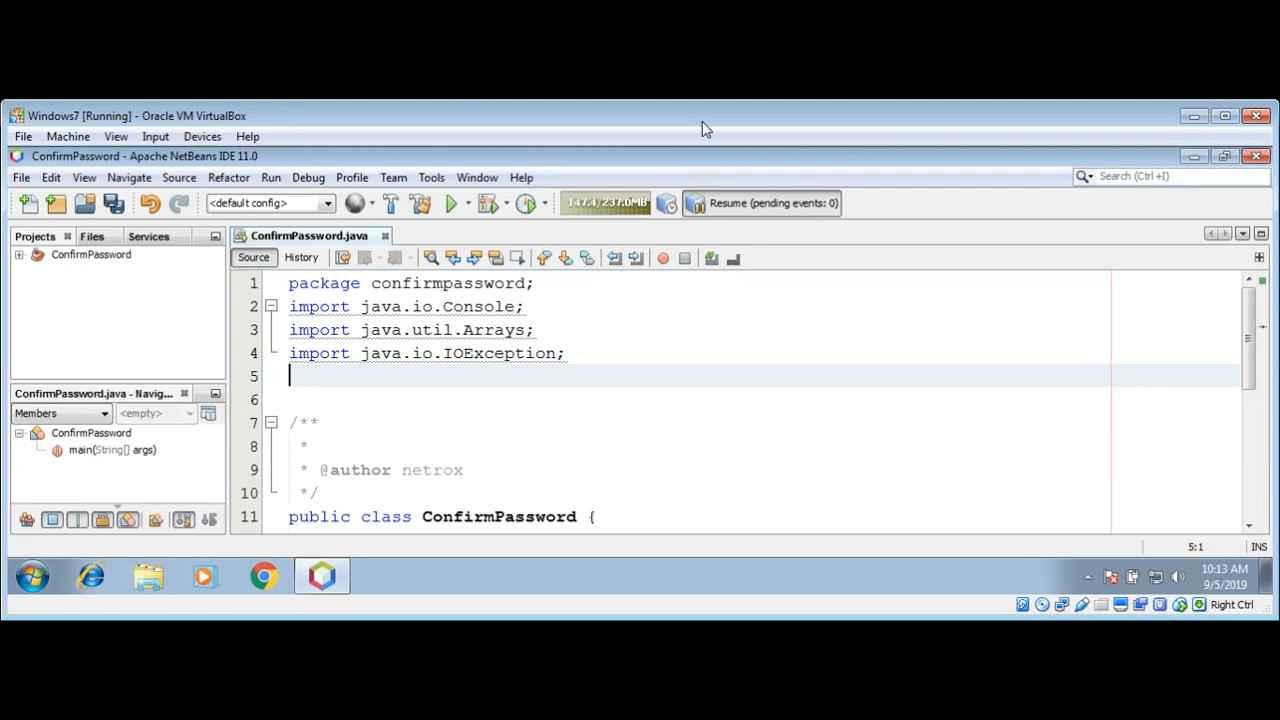 Windows7 [Running] - Oracle VM VirtualBox
File Machine View Input Devices Help
ConfirmPassword - Apache NetBeans IDE 11.0
File Edit View Navigate Source Refactor Run Debug Profile Team Tools Window Help
Search (Ctrl +I)
<default config>
147.4/237.0MB
Resume (pending events: 0)
Projects Files Services
ConfirmPassword.java
ConfirmPassword
Source History
1 package confirmpassword;
2 import java.io.Console;
3 import java.util.Arrays;
4 import java.io.IOException;
5
6
7 /**
8 *
9 * @author netrox
10 */
11 public class ConfirmPassword {
ConfirmPassword.java - Navig...
Members <empty>
ConfirmPassword
main(String[] args)
5:1 INS
10:13 AM
9/5/2019
Right Ctrl